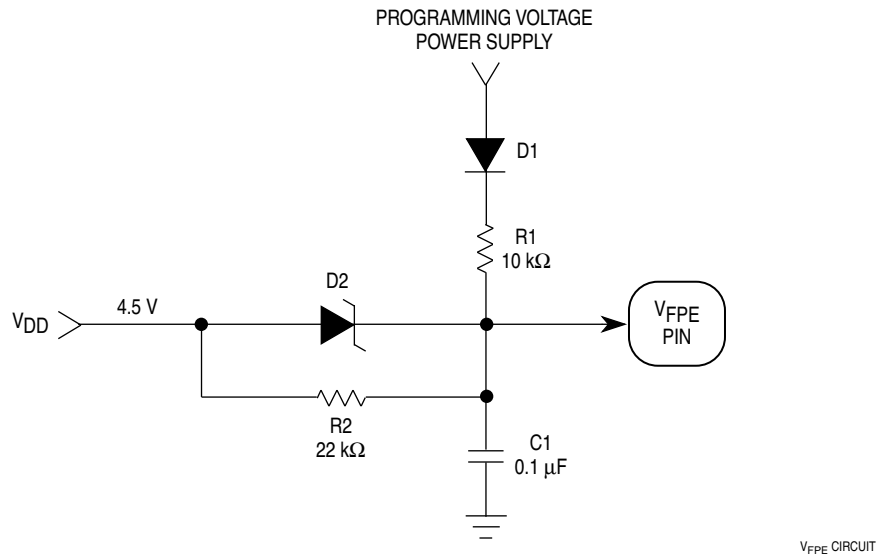 PROGRAMMING VOLTAGE
POWER SUPPLY
D1
R1
10 kΩ
D2
VDD
4.5 V
VFPE
PIN
R2
22 kΩ
C1
0.1 µF
VFPE CIRCUIT